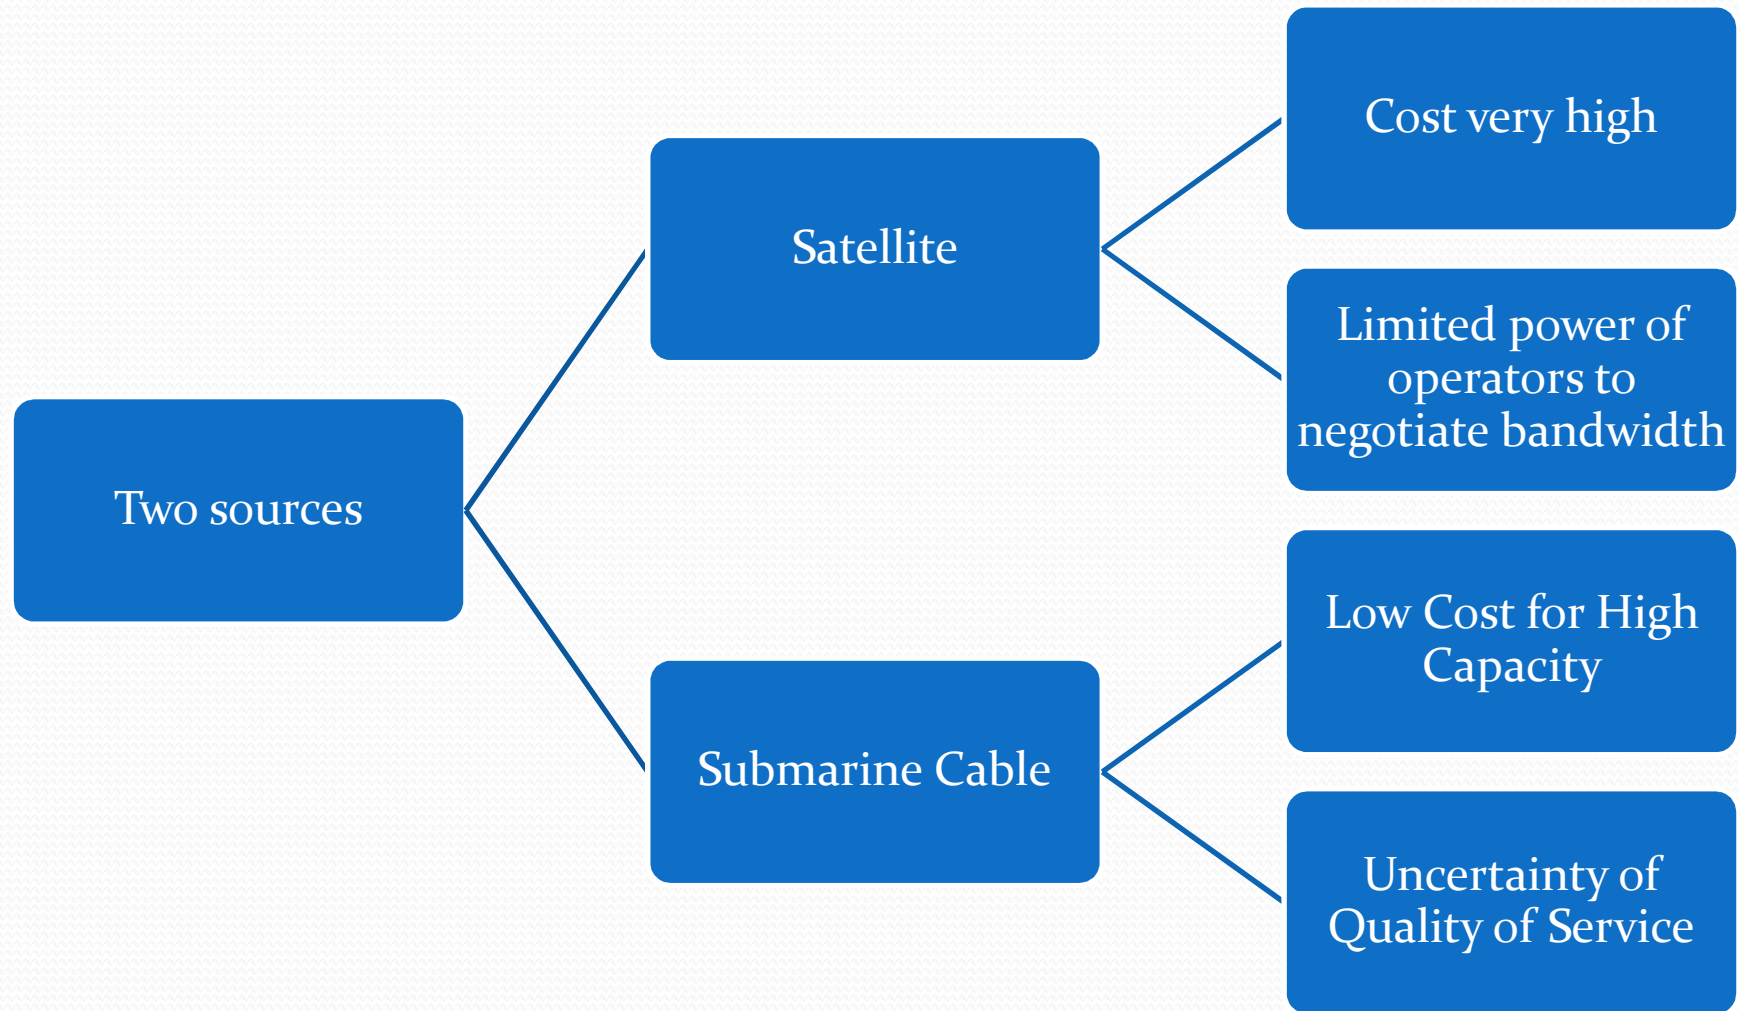 Two sources
Satellite
Cost very high
Limited power of
operators to
negotiate bandwidth
Submarine Cable
Low Cost for High
Capacity
Uncertainty of
Quality of Service